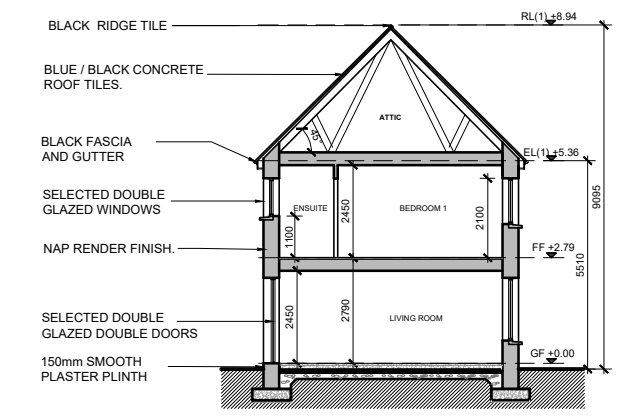 BLACK RIDGE TILE
RL(1) +8.94
BLUE / BLACK CONCRETE
ROOF TILES.
ATTIC
45°
BLACK FASCIA
AND GUTTER
EL(1) +5.36
SELECTED DOUBLE
GLAZED WINDOWS
ENSUITE
2450
BEDROOM 1
2100
9095
1100
NAP RENDER FINISH.
FF +2.79
5510
SELECTED DOUBLE
GLAZED DOUBLE DOORS
2450
2790
LIVING ROOM
GF +0.00
150mm SMOOTH
PLASTER PLINTH